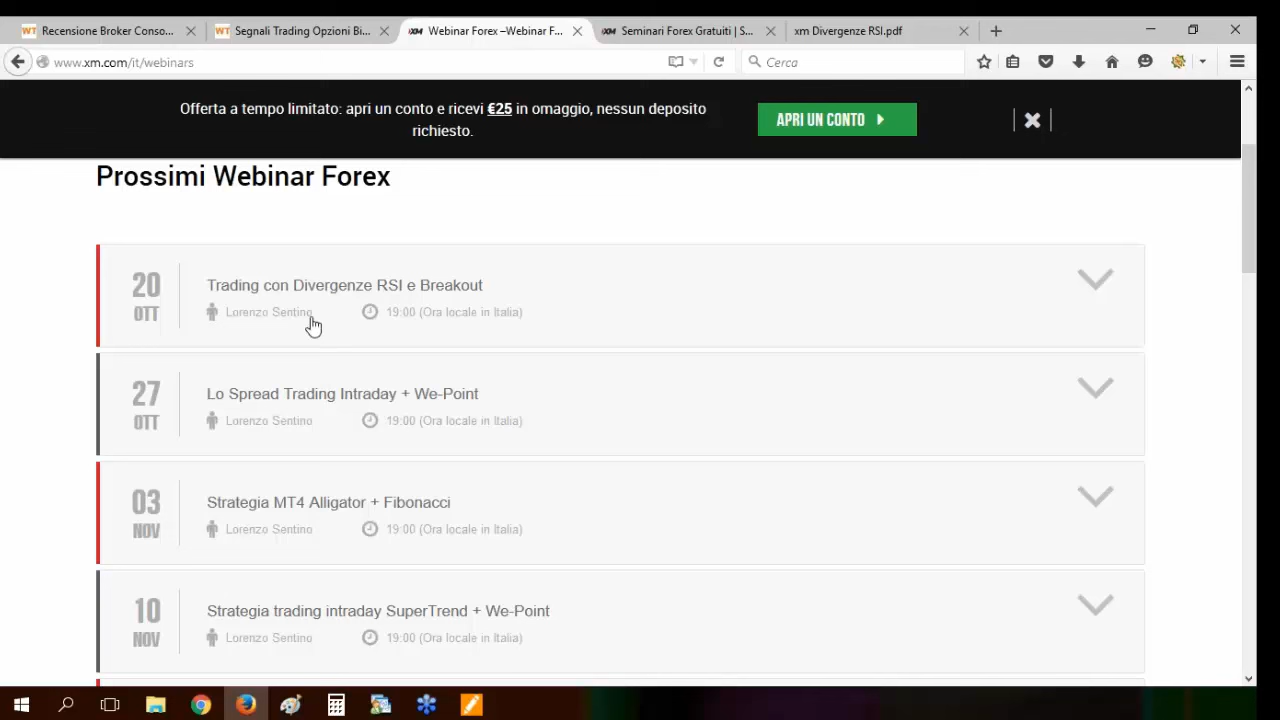 WT Recensione Broker Conso...
WT Segnali Trading Opzioni Bi...
XM Webinar Forex –Webinar F...
XM Seminari Forex Gratuiti | S...
xm Divergenze RSI.pdf
www.xm.com/it/webinars
Cerca
Offerta a tempo limitato: apri un conto e ricevi €25 in omaggio, nessun deposito
richiesto.
APRI UN CONTO
Prossimi Webinar Forex
20
OTT
Trading con Divergenze RSI e Breakout
Lorenzo Sentino
19:00 (Ora locale in Italia)
27
OTT
Lo Spread Trading Intraday + We-Point
Lorenzo Sentino
19:00 (Ora locale in Italia)
03
NOV
Strategia MT4 Alligator + Fibonacci
Lorenzo Sentino
19:00 (Ora locale in Italia)
10
NOV
Strategia trading intraday SuperTrend + We-Point
Lorenzo Sentino
19:00 (Ora locale in Italia)